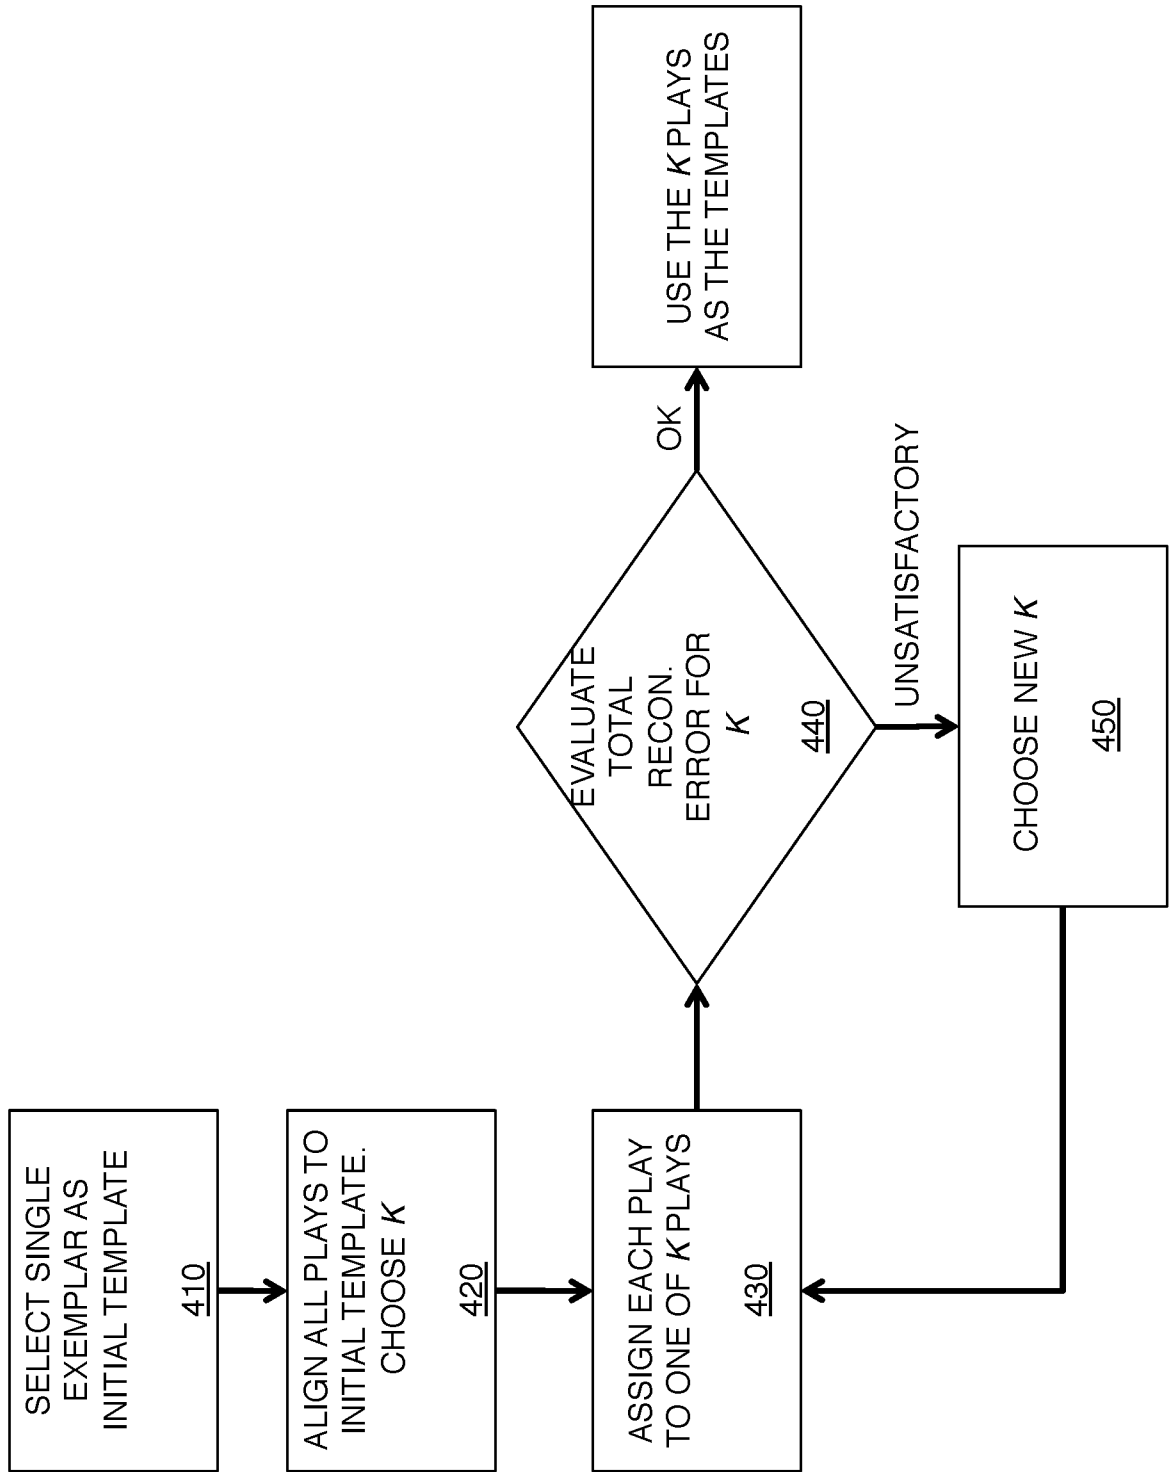 SELECT SINGLE
EXEMPLAR AS
INITIAL TEMPLATE
410
ALIGN ALL PLAYS TO
INITIAL TEMPLATE.
CHOOSE K
420
ASSIGN EACH PLAY
TO ONE OF K PLAYS
430
EVALUATE
TOTAL
RECON.
ERROR FOR
K
440
OK
USE THE K PLAYS
AS THE TEMPLATES
UNSATISFACTORY
CHOOSE NEW K
450